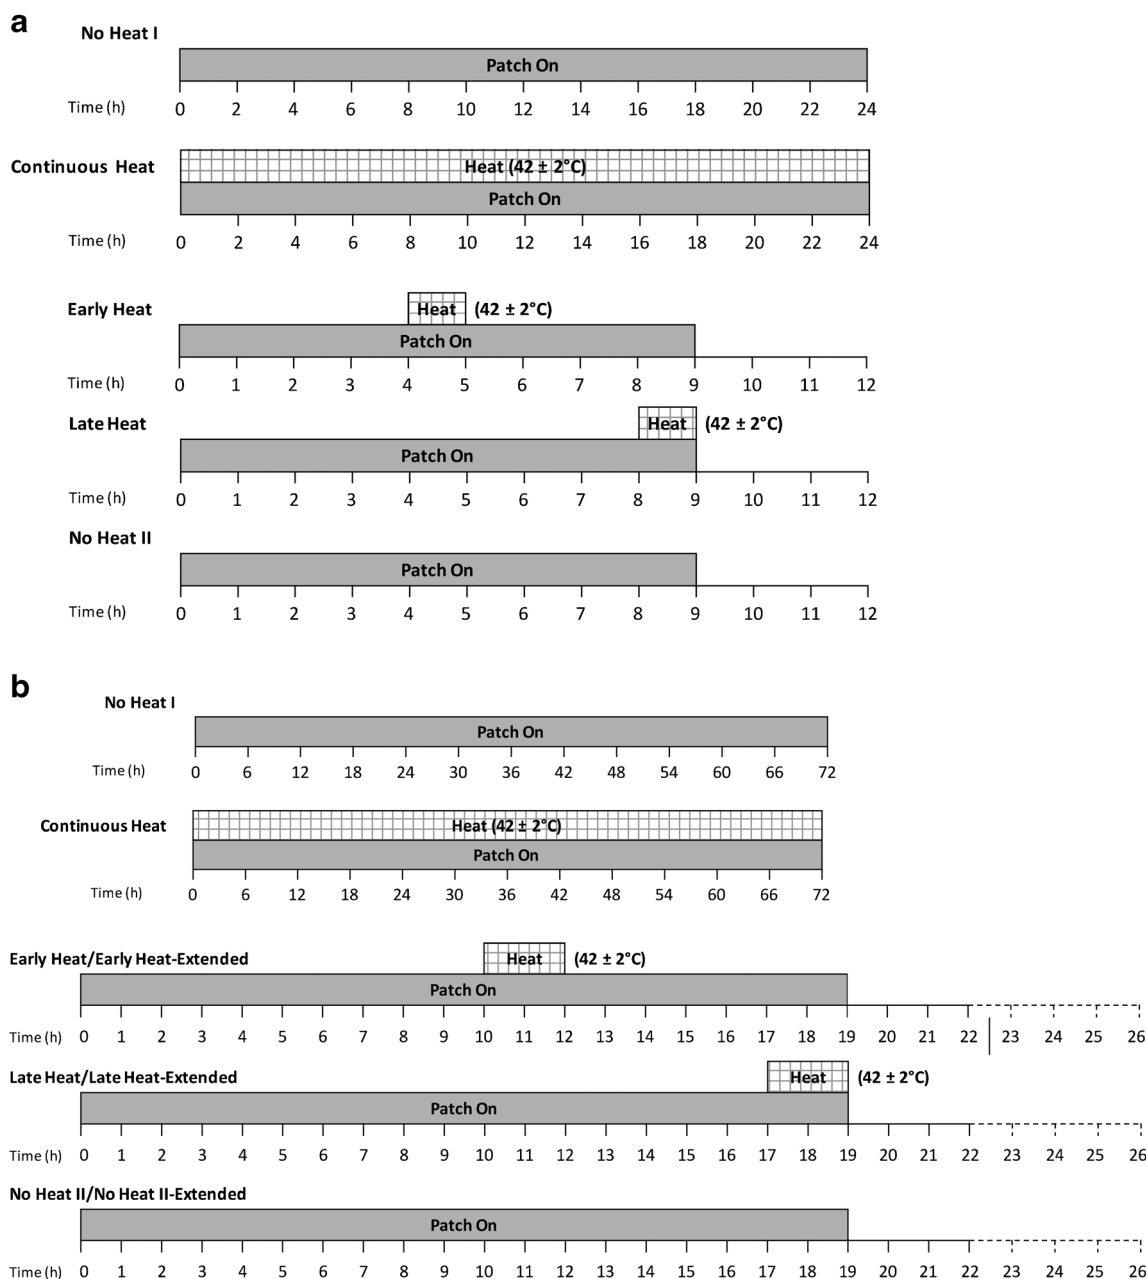 a
No Heat I
Patch On
Time (h) 0 2 4 6 8 10 12 14 16 18 20 22 24
Continuous Heat
Heat (42 ± 2°C)
Patch On
Time (h) 0 2 4 6 8 10 12 14 16 18 20 22 24
Early Heat
Heat (42 ± 2°C)
Patch On
Time (h) 0 1 2 3 4 5 6 7 8 9 10 11 12
Late Heat
Heat (42 ± 2°C)
Patch On
Time (h) 0 1 2 3 4 5 6 7 8 9 10 11 12
No Heat II
Patch On
Time (h) 0 1 2 3 4 5 6 7 8 9 10 11 12
b
No Heat I
Patch On
Time (h) 0 6 12 18 24 30 36 42 48 54 60 66 72
Continuous Heat
Heat (42 ± 2°C)
Patch On
Time (h) 0 6 12 18 24 30 36 42 48 54 60 66 72
Early Heat/Early Heat-Extended
Heat (42 ± 2°C)
Patch On
Time (h) 0 1 2 3 4 5 6 7 8 9 10 11 12 13 14 15 16 17 18 19 20 21 22 23 24 25 26
Late Heat/Late Heat-Extended
Heat (42 ± 2°C)
Patch On
Time (h) 0 1 2 3 4 5 6 7 8 9 10 11 12 13 14 15 16 17 18 19 20 21 22 23 24 25 26
No Heat II/No Heat II-Extended
Patch On
Time (h) 0 1 2 3 4 5 6 7 8 9 10 11 12 13 14 15 16 17 18 19 20 21 22 23 24 25 26